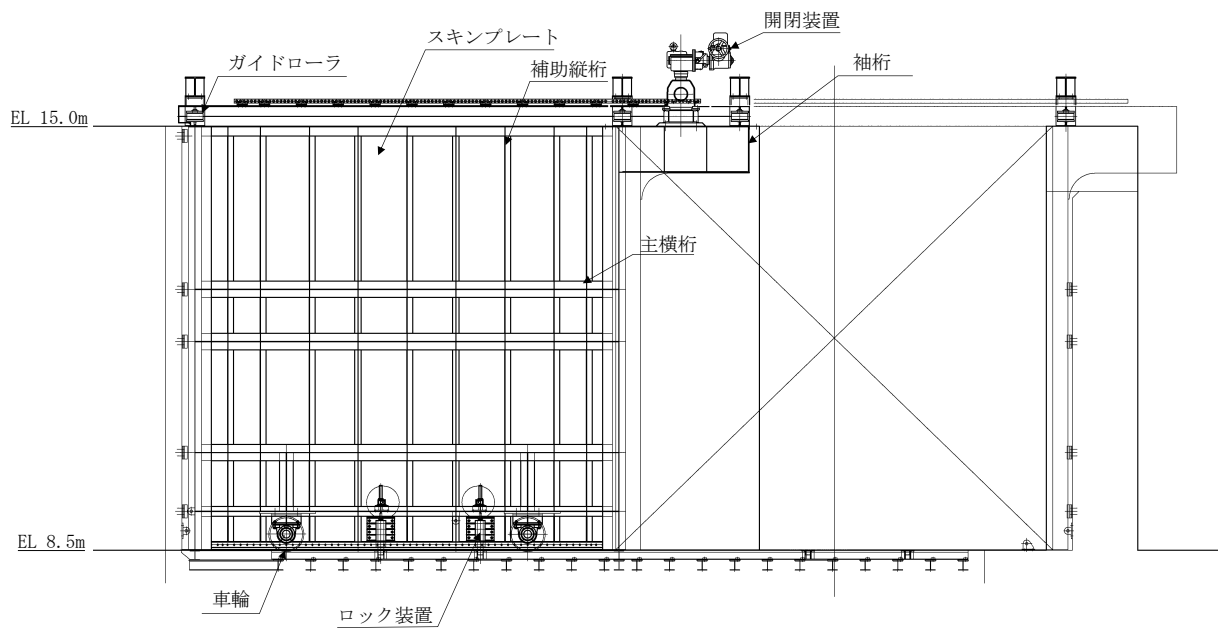 開閉装置
スキンプレート
ガイドローラ
補助縦桁
袖桁
EL 15.0m
主横桁
EL 8.5m
車輪
ロック装置